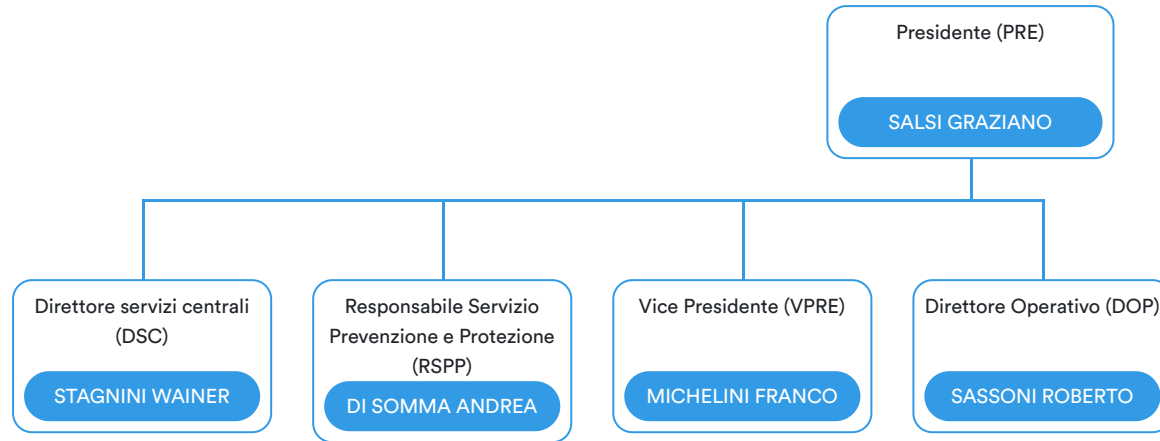 Presidente (PRE)
SALSI GRAZIANO
Direttore servizi centrali
(DSC)
STAGNINI WAINER
Responsabile Servizio
Prevenzione e Protezione
(RSPP)
DI SOMMA ANDREA
Vice Presidente (VPRE)
MICHELINI FRANCO
Direttore Operativo (DOP)
SASSONI ROBERTO